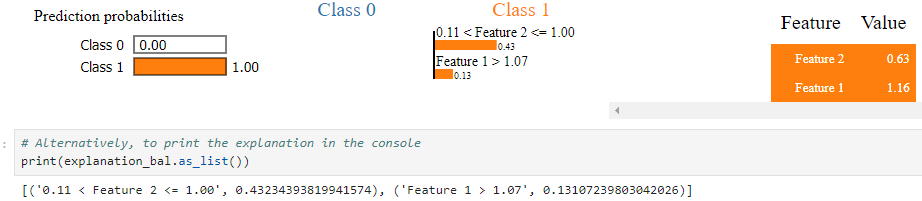 Prediction probabilities
Class 0 0.00
Class 1 1.00
Class 0 Class 1
0.11 < Feature 2 <= 1.00
0.43
Feature 1 > 1.07
0.13
Feature Value
Feature 2 0.63
Feature 1 1.16
: # Alternatively, to print the explanation in the console
print(explanation_bal.as_list())
[('0.11 < Feature 2 <= 1.00', 0.43234393819941574), ('Feature 1 > 1.07', 0.13107239803042026)]